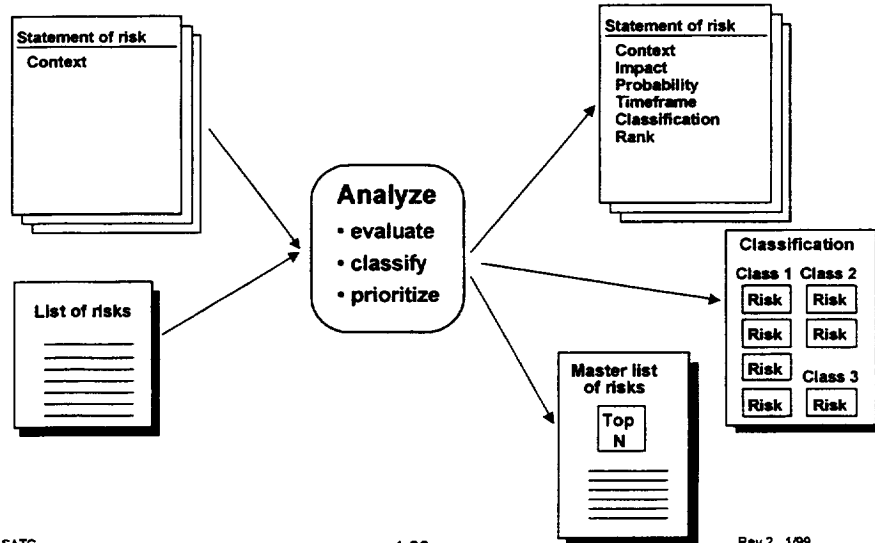 Statement of risk
Context
List of risks
Analyze
• evaluate
• classify
• prioritize
Statement of risk
Context
Impact
Probability
Timeframe
Classification
Rank
Classification
Class 1 Class 2
Risk Risk
Risk Risk
Risk
Class 3
Risk Risk
Master list
of risks
Top
N
SATC
Rev 2, 1/99